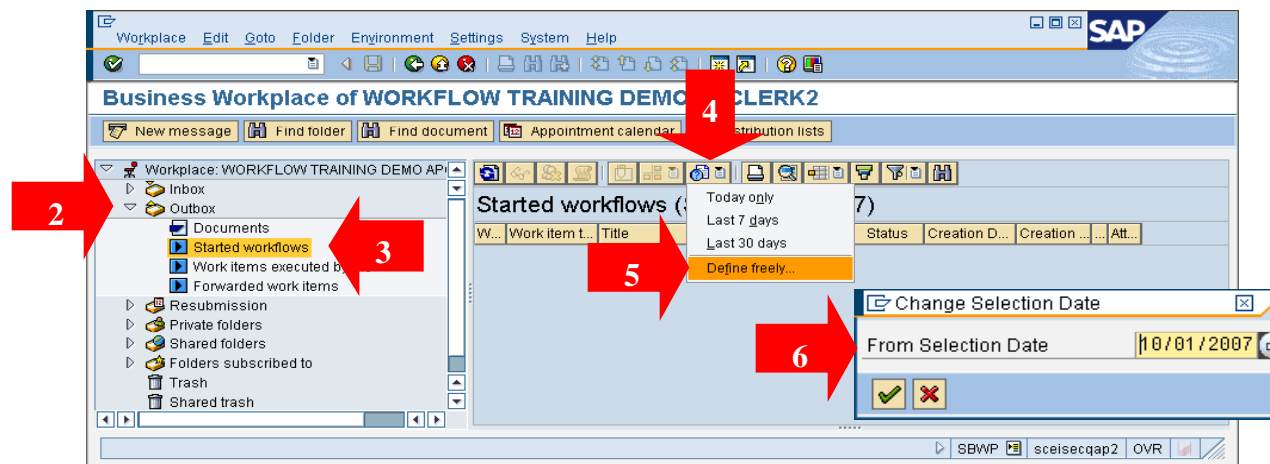 Workplace Edit Goto Folder Environment Settings System Help
SAP
Business Workplace of WORKFLOW TRAINING DEMO CLERK2
4
New message Find folder Find document Appointment calendar distribution lists
Workplace: WORKFLOW TRAINING DEMO AP
Inbox
2
Outbox
Documents
Started workflows
3
Work items executed by
Forwarded work items
Resubmission
Private folders
Shared folders
Folders subscribed to
Trash
Shared trash
Started workflows ( 7)
W... Work item t... Title Status Creation D... Creation ... ... Att...
Today only
Last 7 days
Last 30 days
5
Define freely...
Change Selection Date
6
From Selection Date 10/01/2007
SBWP sceisecqap2 OVR